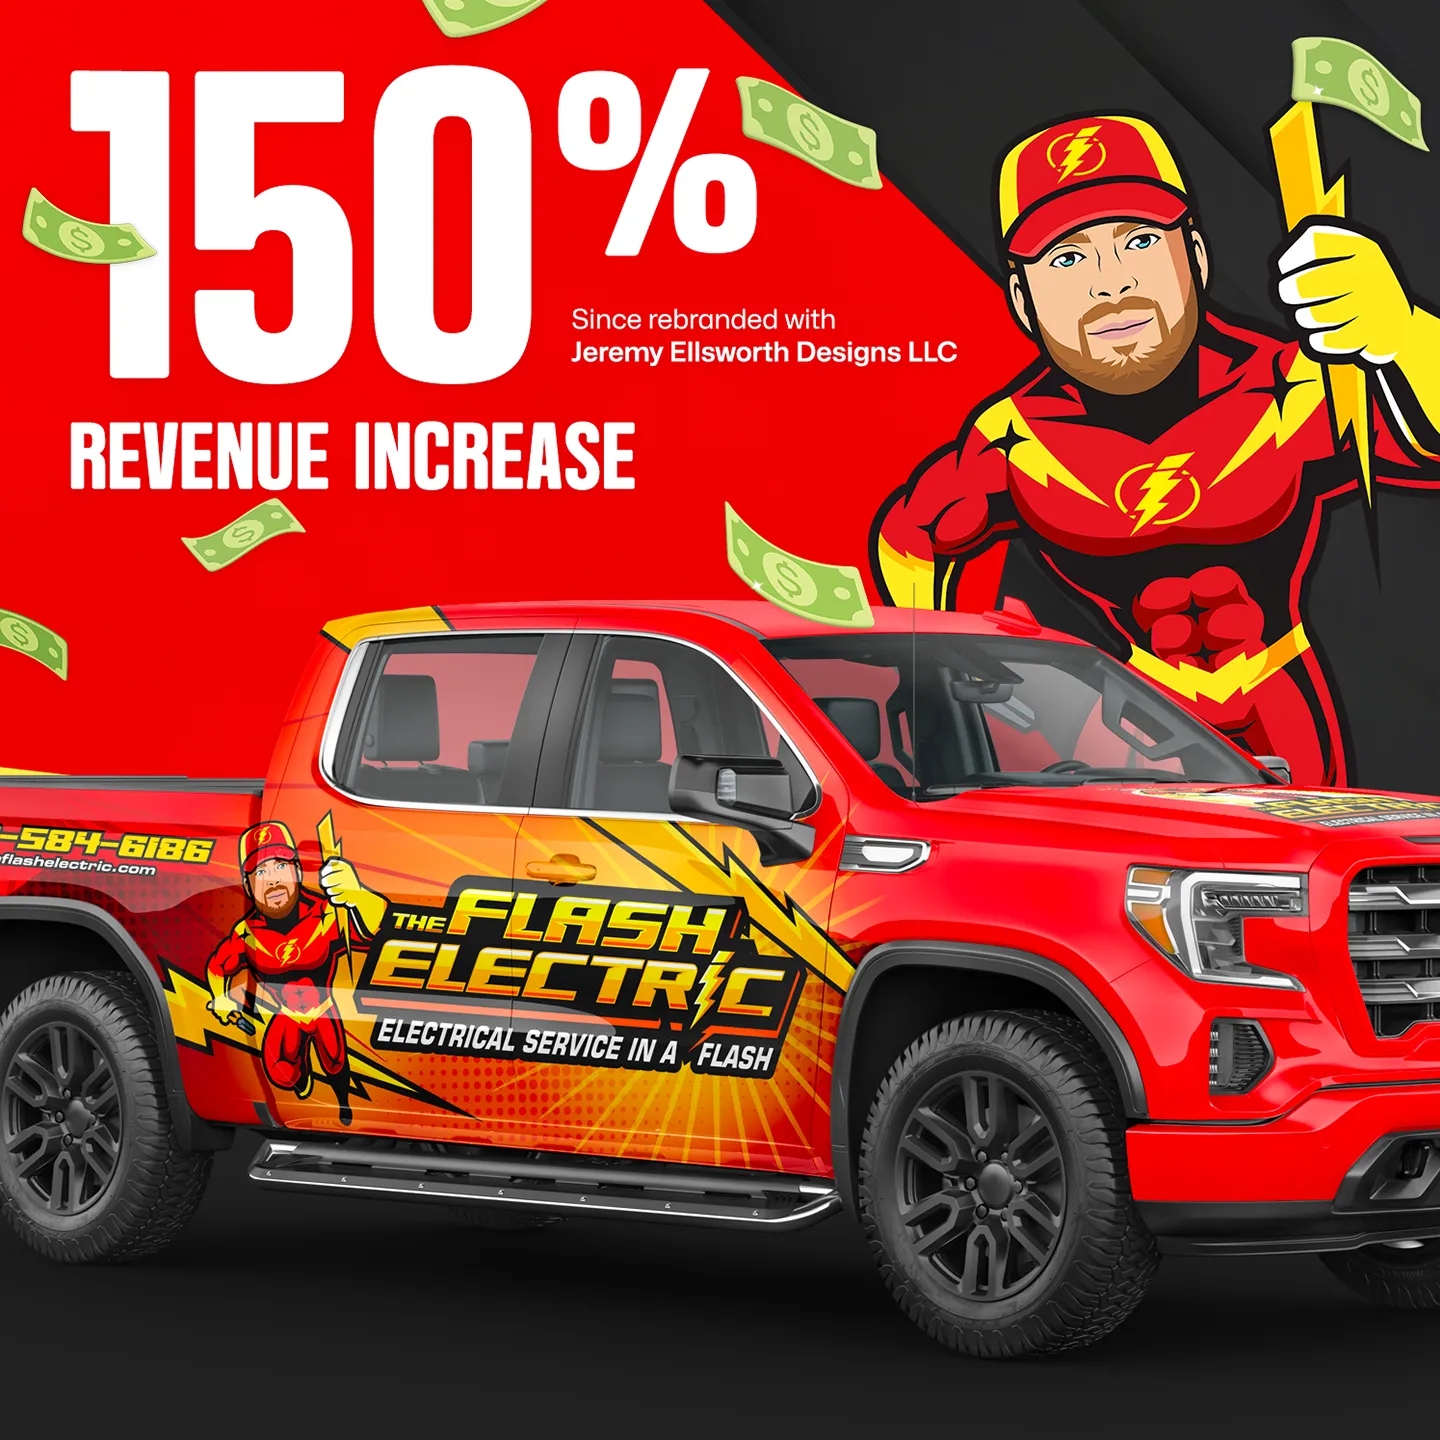 150%
Since rebranded with
Jeremy Ellsworth Designs LLC
REVENUE INCREASE
-584-6186
flashelectric.com
THE FLASH
ELECTRIC
ELECTRICAL SERVICE IN A FLASH